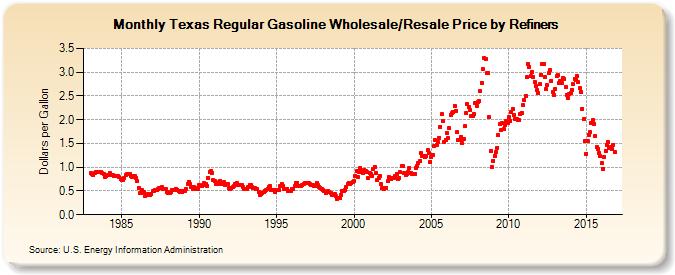 Monthly Texas Regular Gasoline Wholesale/Resale Price by Refiners
Dollars per Gallon
3.5
3.0
2.5
2.0
1.5
1.0
0.5
0.0
1985 1990 1995 2000 2005 2010 2015
Source: U.S. Energy Information Administration